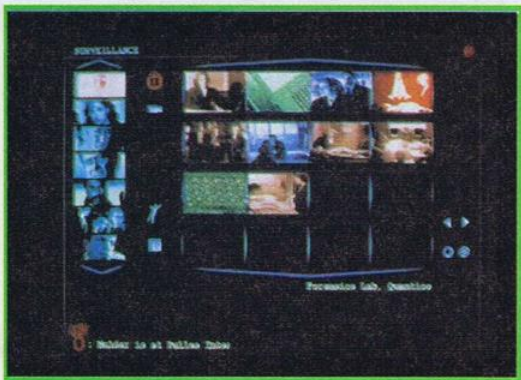 SURVEILLANCE
Forensics Lab, Quantico
: Mulder is at